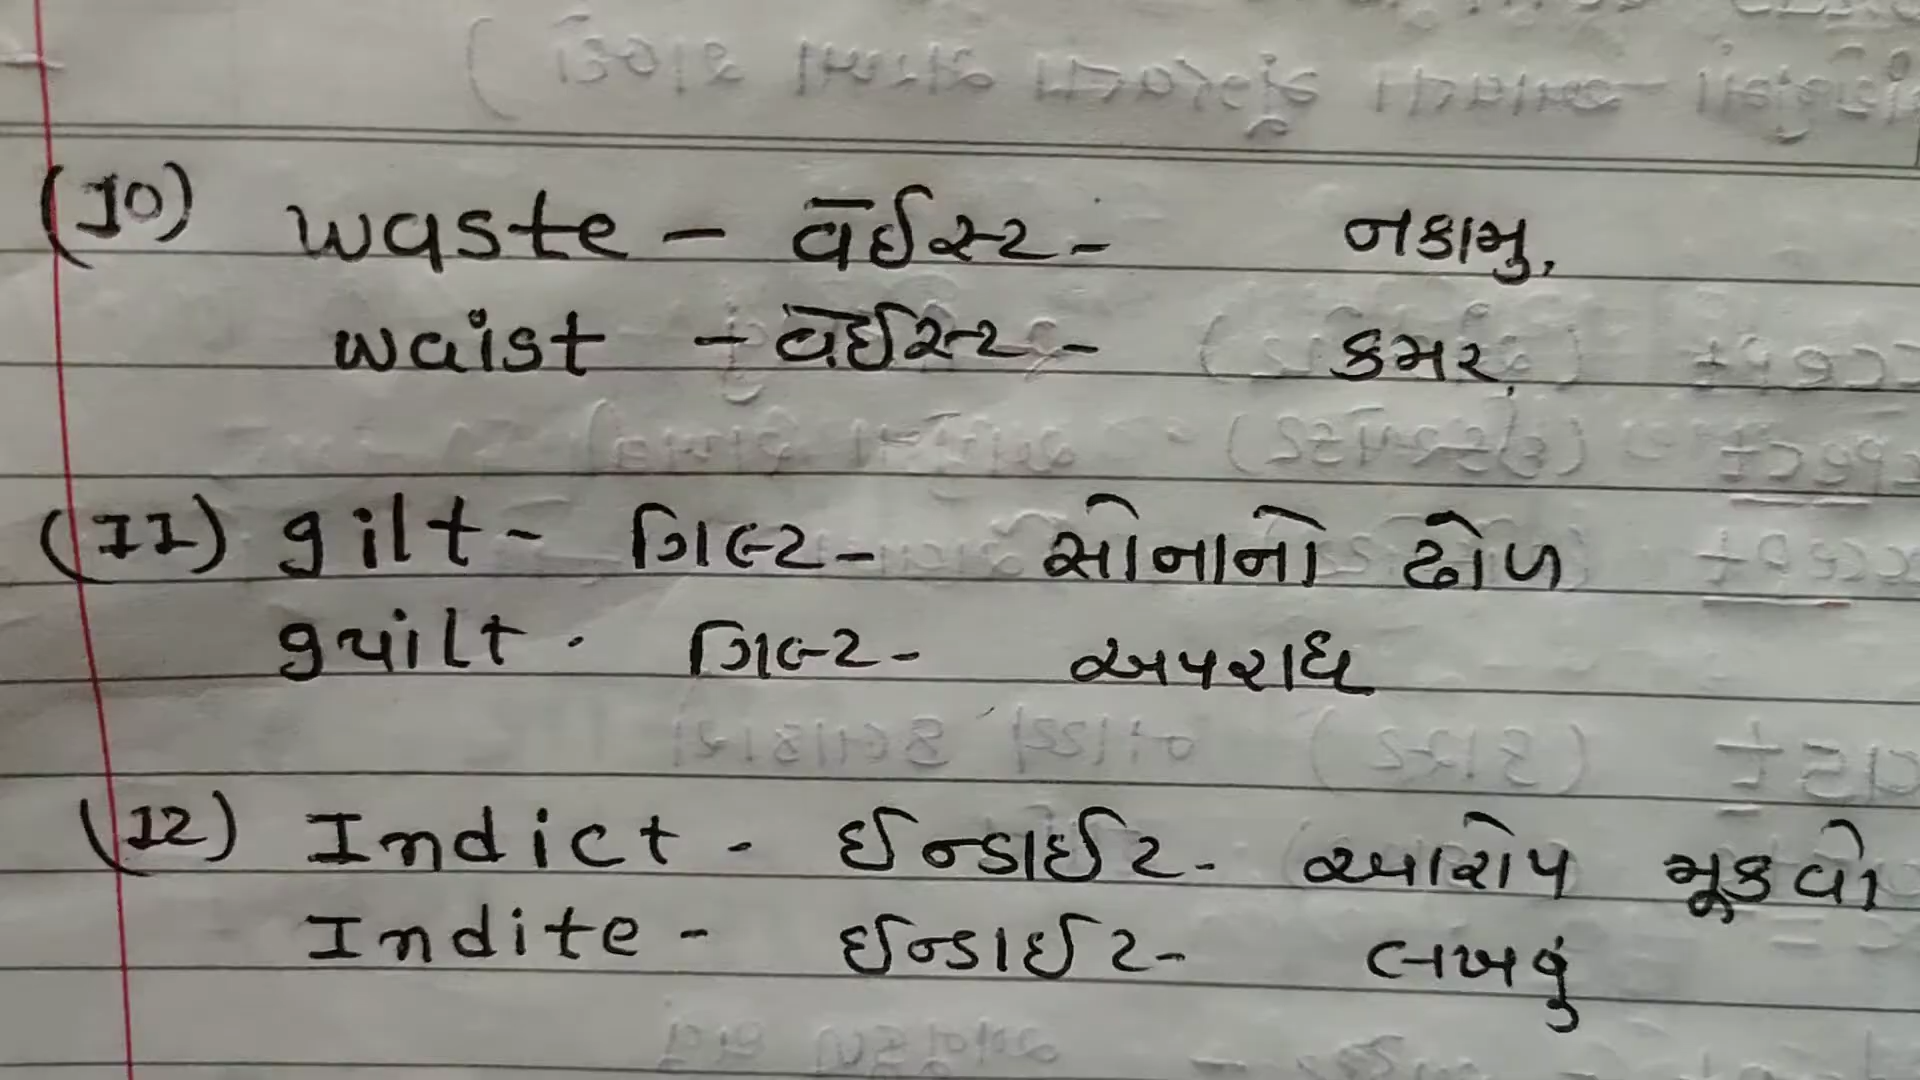 (10) waste - વેઈસ્ટ - નકામુ,
waist - વેઈસ્ટ - કમર,
(11) gilt - ગિલ્ટ - સોનાનો ઢોળ
guilt - ગિલ્ટ - અપરાધ
(12) Indict - ઈન્ડાઈટ - આરોપ મૂકવો
Indite - ઈન્ડાઈટ - લખવું